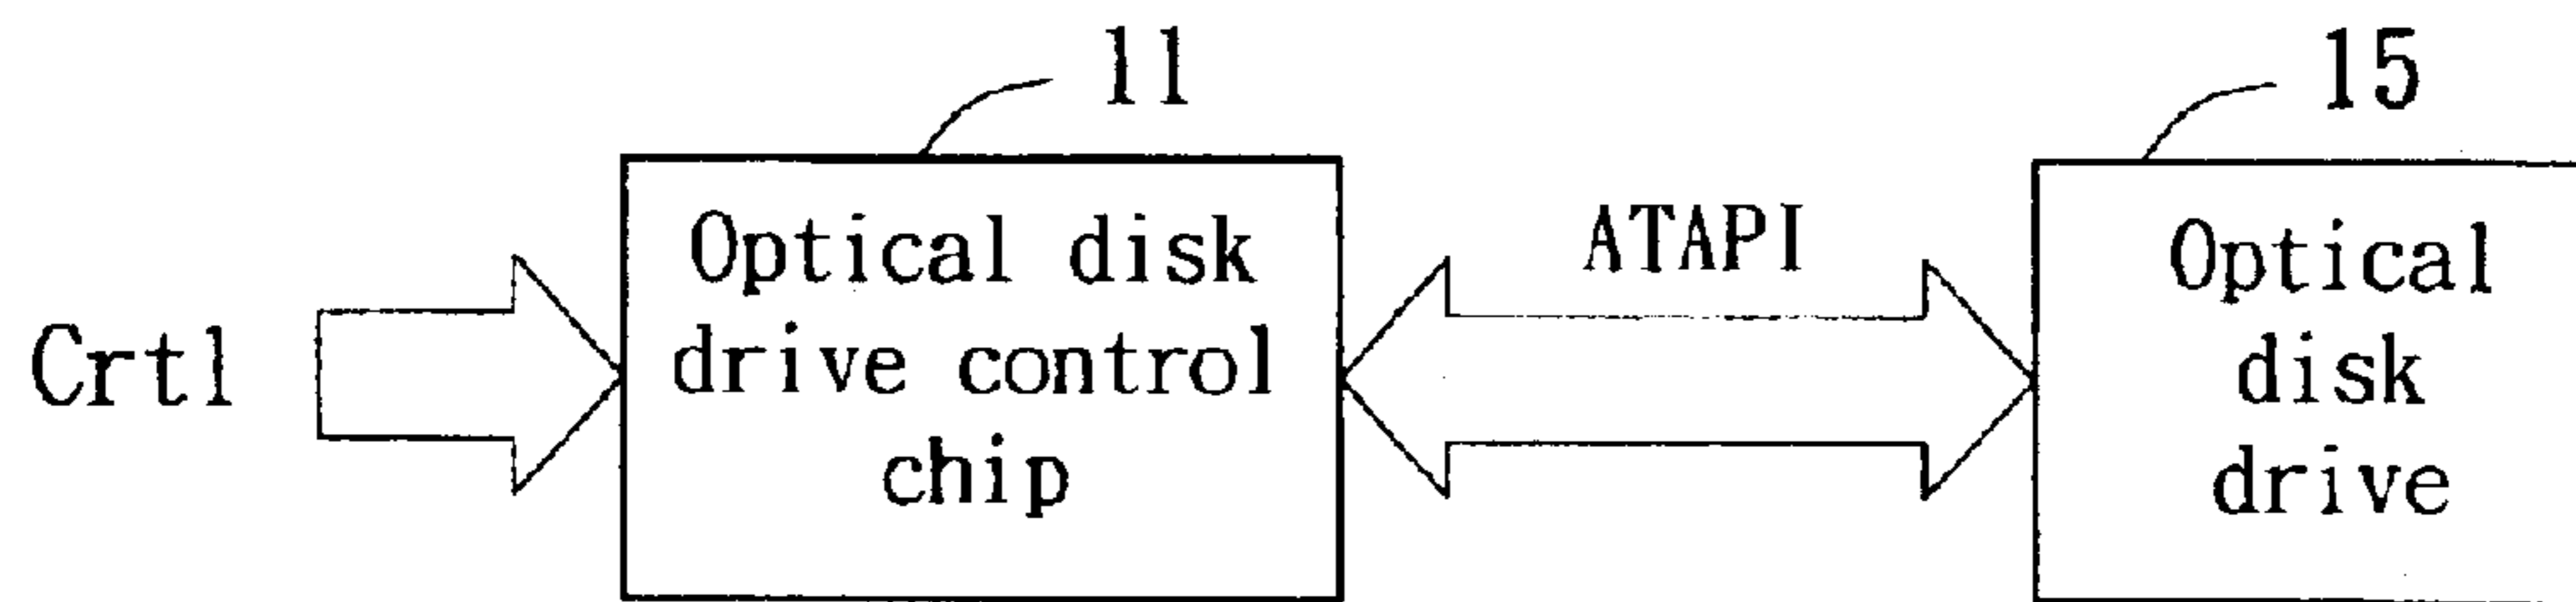 11
15
Crtl
Optical disk
drive control
chip
ATAPI
Optical
disk
drive